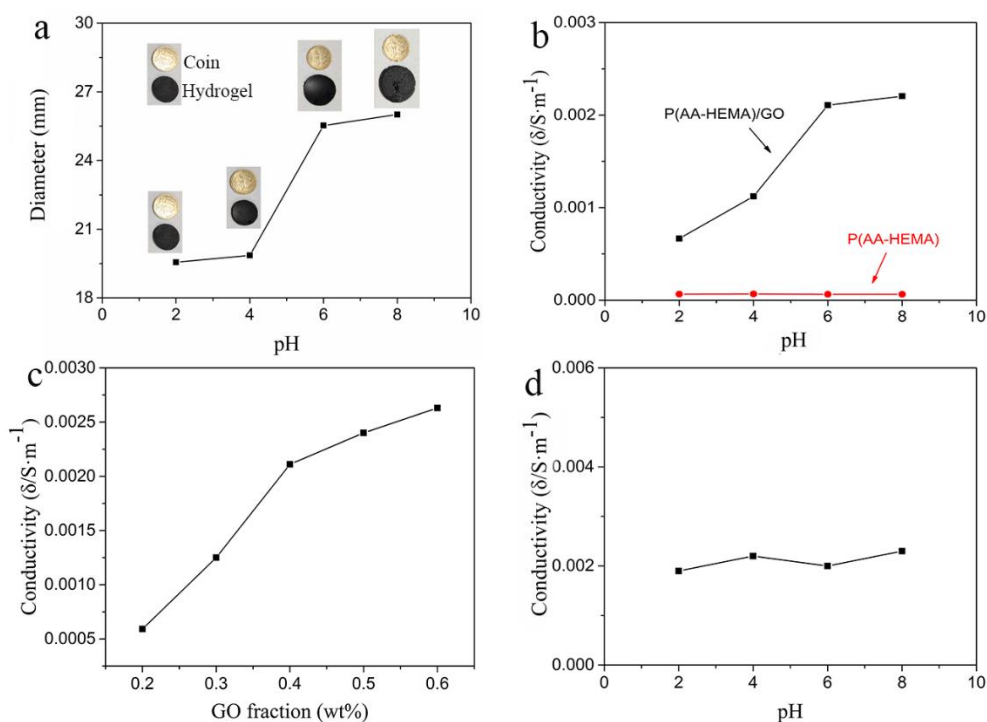 a
30
27
24
21
18
Diameter (mm)
Coin
Hydrogel
0 2 4 6 8 10
pH
b
0.003
0.002
0.001
0.000
Conductivity (δ/S·m⁻¹)
P(AA-HEMA)/GO
P(AA-HEMA)
0 2 4 6 8 10
pH
c
0.0030
0.0025
0.0020
0.0015
0.0010
0.0005
Conductivity (δ/S·m⁻¹)
0.2 0.3 0.4 0.5 0.6
GO fraction (wt%)
d
0.006
0.004
0.002
0.000
Conductivity (δ/S·m⁻¹)
0 2 4 6 8 10
pH